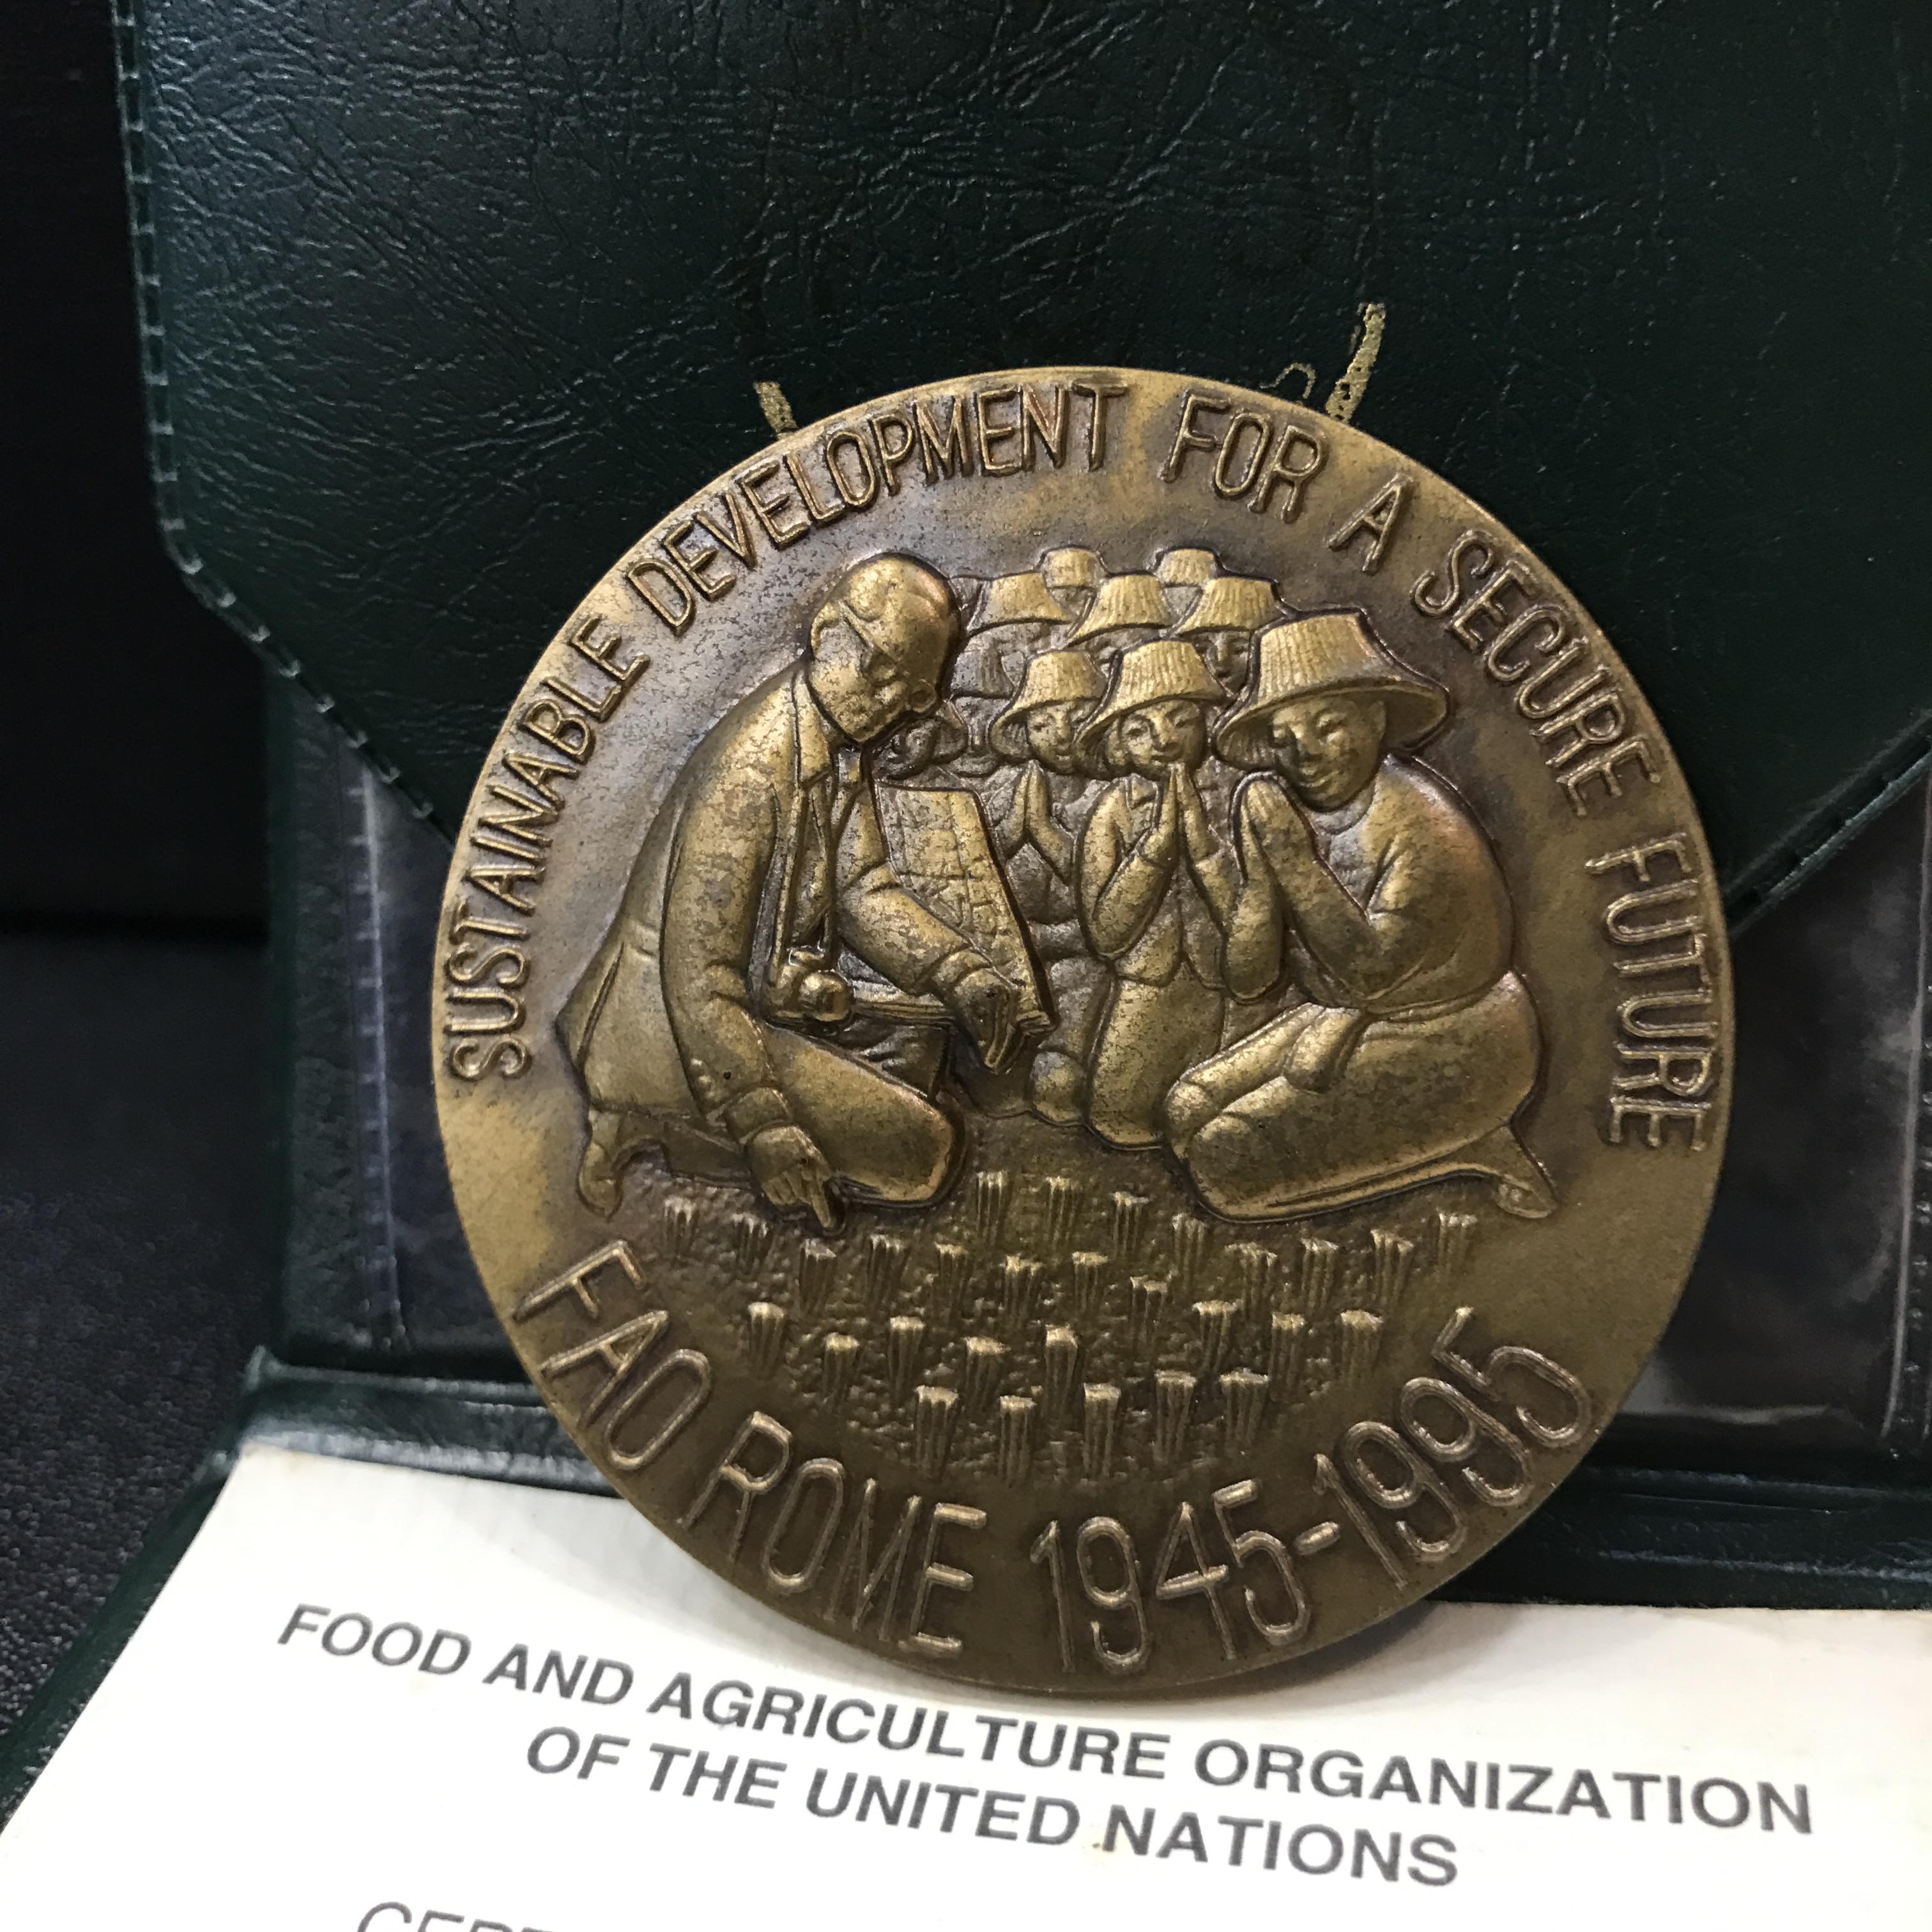 SUSTAINABLE DEVELOPMENT FOR A SECURE FUTURE
FAO ROME 1945-1995
FOOD AND AGRICULTURE ORGANIZATION
OF THE UNITED NATIONS